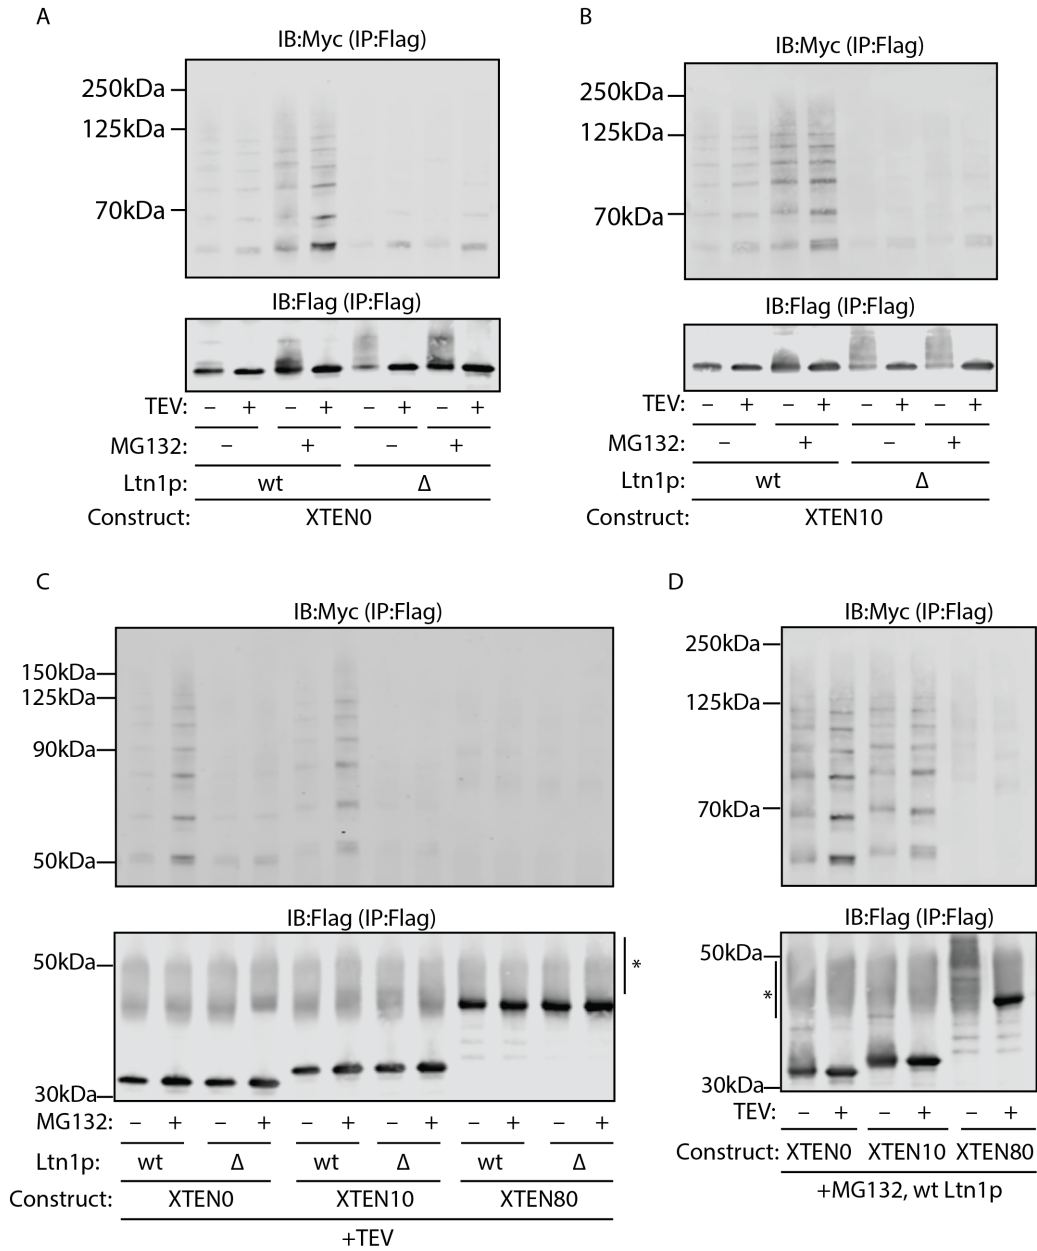 A
IB:Myc (IP:Flag)
250kDa
125kDa
70kDa
IB:Flag (IP:Flag)
TEV: – + – + – + – +
MG132: – + – +
Ltn1p: wt Δ
Construct: XTEN0
B
IB:Myc (IP:Flag)
250kDa
125kDa
70kDa
IB:Flag (IP:Flag)
TEV: – + – + – + – +
MG132: – + – +
Ltn1p: wt Δ
Construct: XTEN10
C
IB:Myc (IP:Flag)
150kDa
125kDa
90kDa
50kDa
IB:Flag (IP:Flag)
50kDa
*
30kDa
MG132: – + – + – + – + – + – +
Ltn1p: wt Δ wt Δ wt Δ
Construct: XTEN0 XTEN10 XTEN80
+TEV
D
IB:Myc (IP:Flag)
250kDa
125kDa
70kDa
IB:Flag (IP:Flag)
50kDa
*
30kDa
TEV: – + – + – +
Construct: XTEN0 XTEN10 XTEN80
+MG132, wt Ltn1p